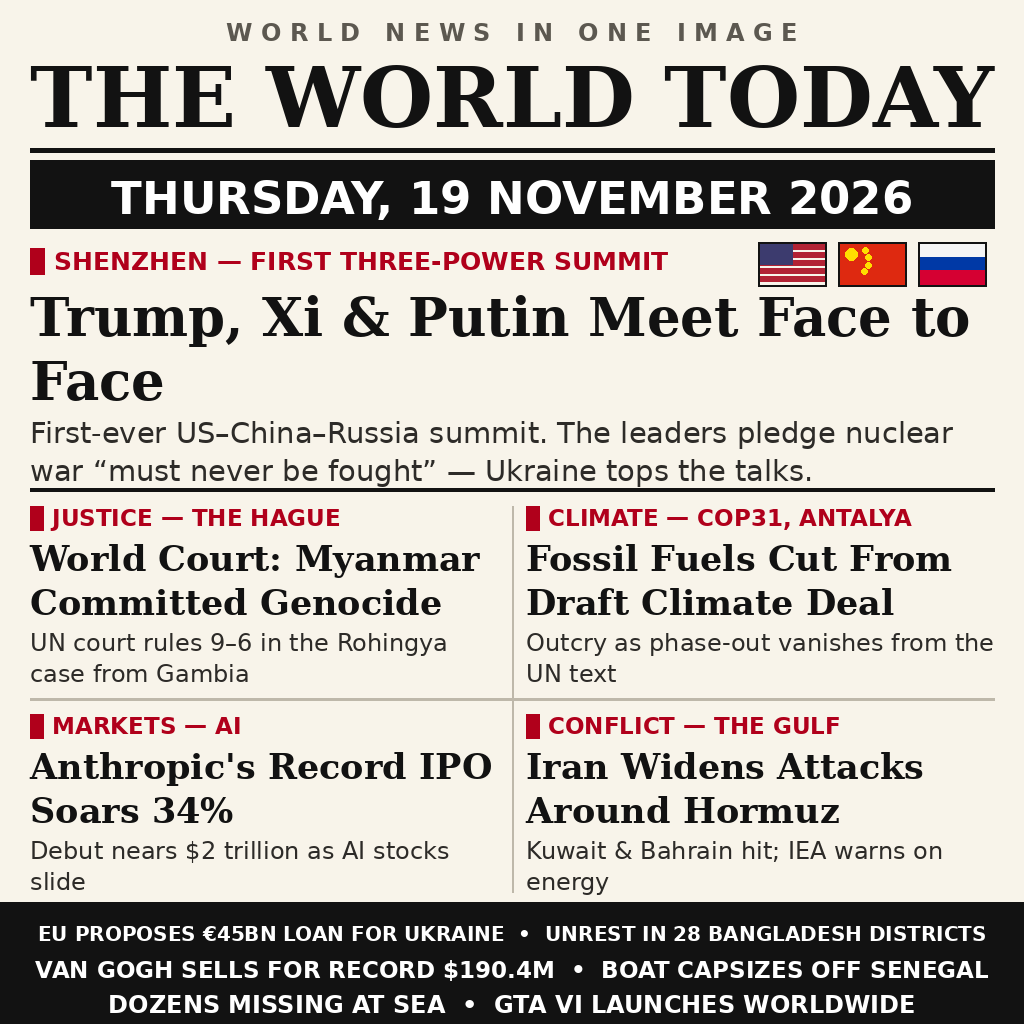 WORLD NEWS IN ONE IMAGE
THE WORLD TODAY
THURSDAY, 19 NOVEMBER 2026
SHENZHEN — FIRST THREE-POWER SUMMIT
Trump, Xi & Putin Meet Face to
Face
First-ever US–China–Russia summit. The leaders pledge nuclear
war “must never be fought” — Ukraine tops the talks.
JUSTICE — THE HAGUE
World Court: Myanmar
Committed Genocide
UN court rules 9–6 in the Rohingya
case from Gambia
CLIMATE — COP31, ANTALYA
Fossil Fuels Cut From
Draft Climate Deal
Outcry as phase-out vanishes from the
UN text
MARKETS — AI
Anthropic's Record IPO
Soars 34%
Debut nears $2 trillion as AI stocks
slide
CONFLICT — THE GULF
Iran Widens Attacks
Around Hormuz
Kuwait & Bahrain hit; IEA warns on
energy
EU PROPOSES €45BN LOAN FOR UKRAINE • UNREST IN 28 BANGLADESH DISTRICTS
VAN GOGH SELLS FOR RECORD $190.4M • BOAT CAPSIZES OFF SENEGAL
DOZENS MISSING AT SEA • GTA VI LAUNCHES WORLDWIDE